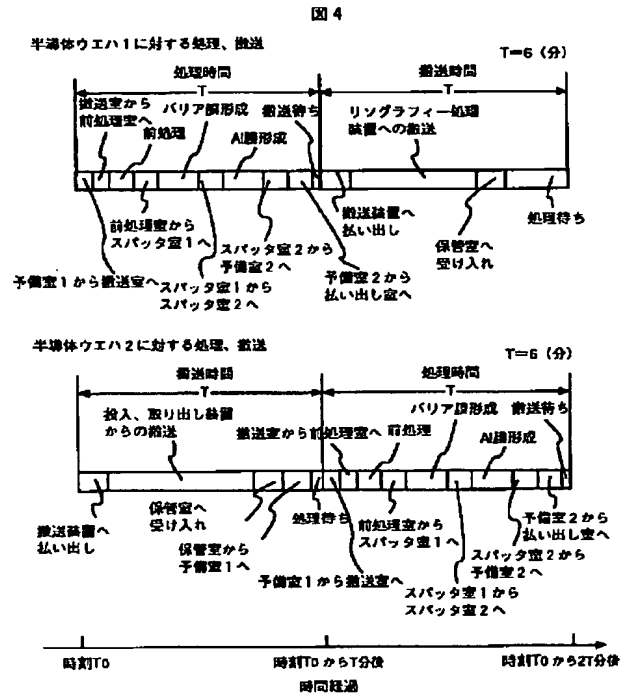 図4
半導体ウエハ1に対する処理、搬送
T=6（分）
処理時間
搬送時間
T
T
搬送室から
前処理室へ
前処理
バリア膜形成
搬送待ち
Al膜形成
リソグラフィー処理
装置への搬送
前処理室から
スパッタ室1へ
予備室1から搬送室へ
スパッタ室1から
スパッタ室2へ
スパッタ室2から
予備室2へ
搬送装置へ
払い出し
予備室2から
払い出し室へ
保管室へ
受け入れ
処理待ち
半導体ウエハ2に対する処理、搬送
T=6（分）
搬送時間
処理時間
T
T
投入、取り出し装置
からの搬送
搬送室から前処理室へ
前処理
バリア膜形成
搬送待ち
Al膜形成
搬送装置へ
払い出し
保管室へ
受け入れ
保管室から
予備室1へ
処理待ち
予備室1から搬送室へ
前処理室から
スパッタ室1へ
スパッタ室1から
スパッタ室2へ
スパッタ室2から
予備室2へ
予備室2から
払い出し室へ
時刻T0
時刻T0からT分後
時刻T0から2T分後
時間経過